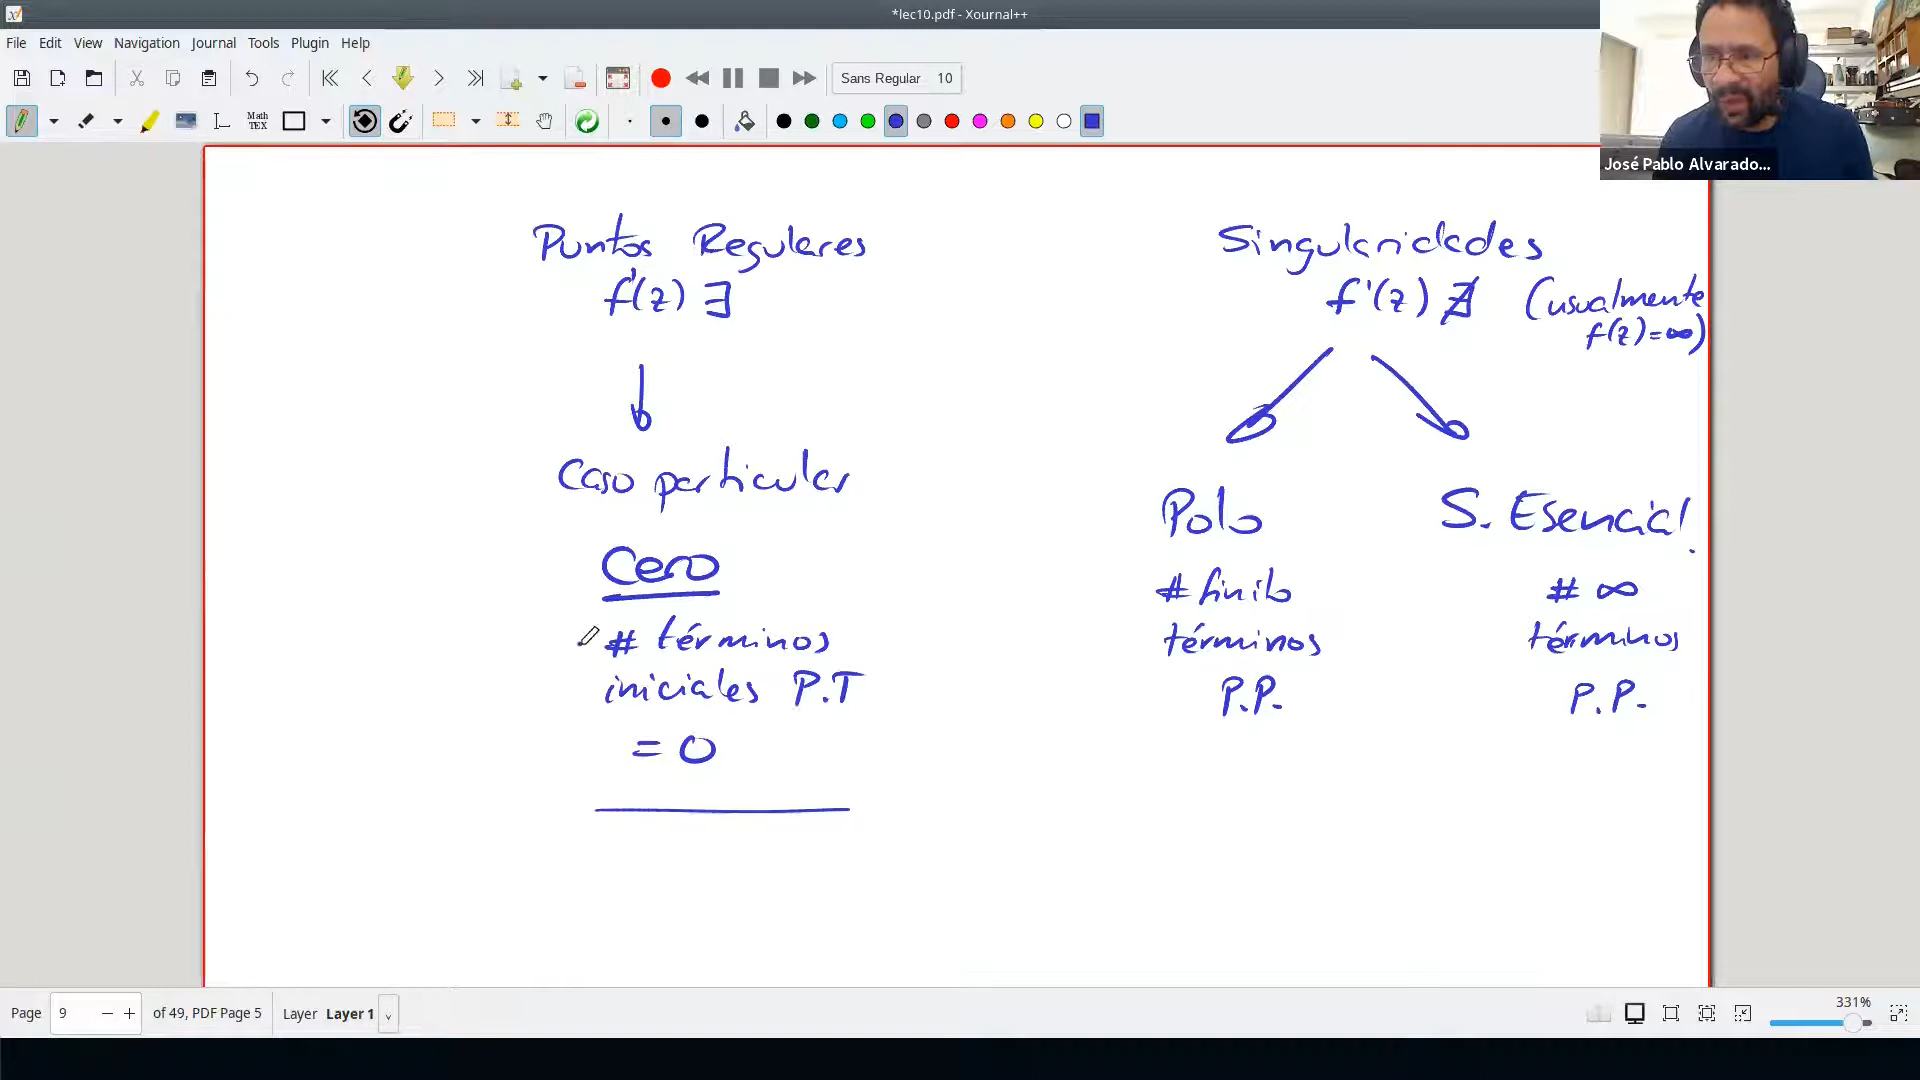 *lec10.pdf - Xournal++
File Edit View Navigation Journal Tools Plugin Help
Sans Regular 10
Math
TEX
José Pablo Alvarado...
Puntos Regulares
f'(z) ∃
Caso particular
Cero
# términos
iniciales P.T
= 0
Singularidades
f'(z) ∄ (usualmente
f(z)=∞)
Polo
# finito
términos
P.P.
S. Esencial
# ∞
términos
P.P.
Page 9 of 49, PDF Page 5 Layer Layer 1
331%